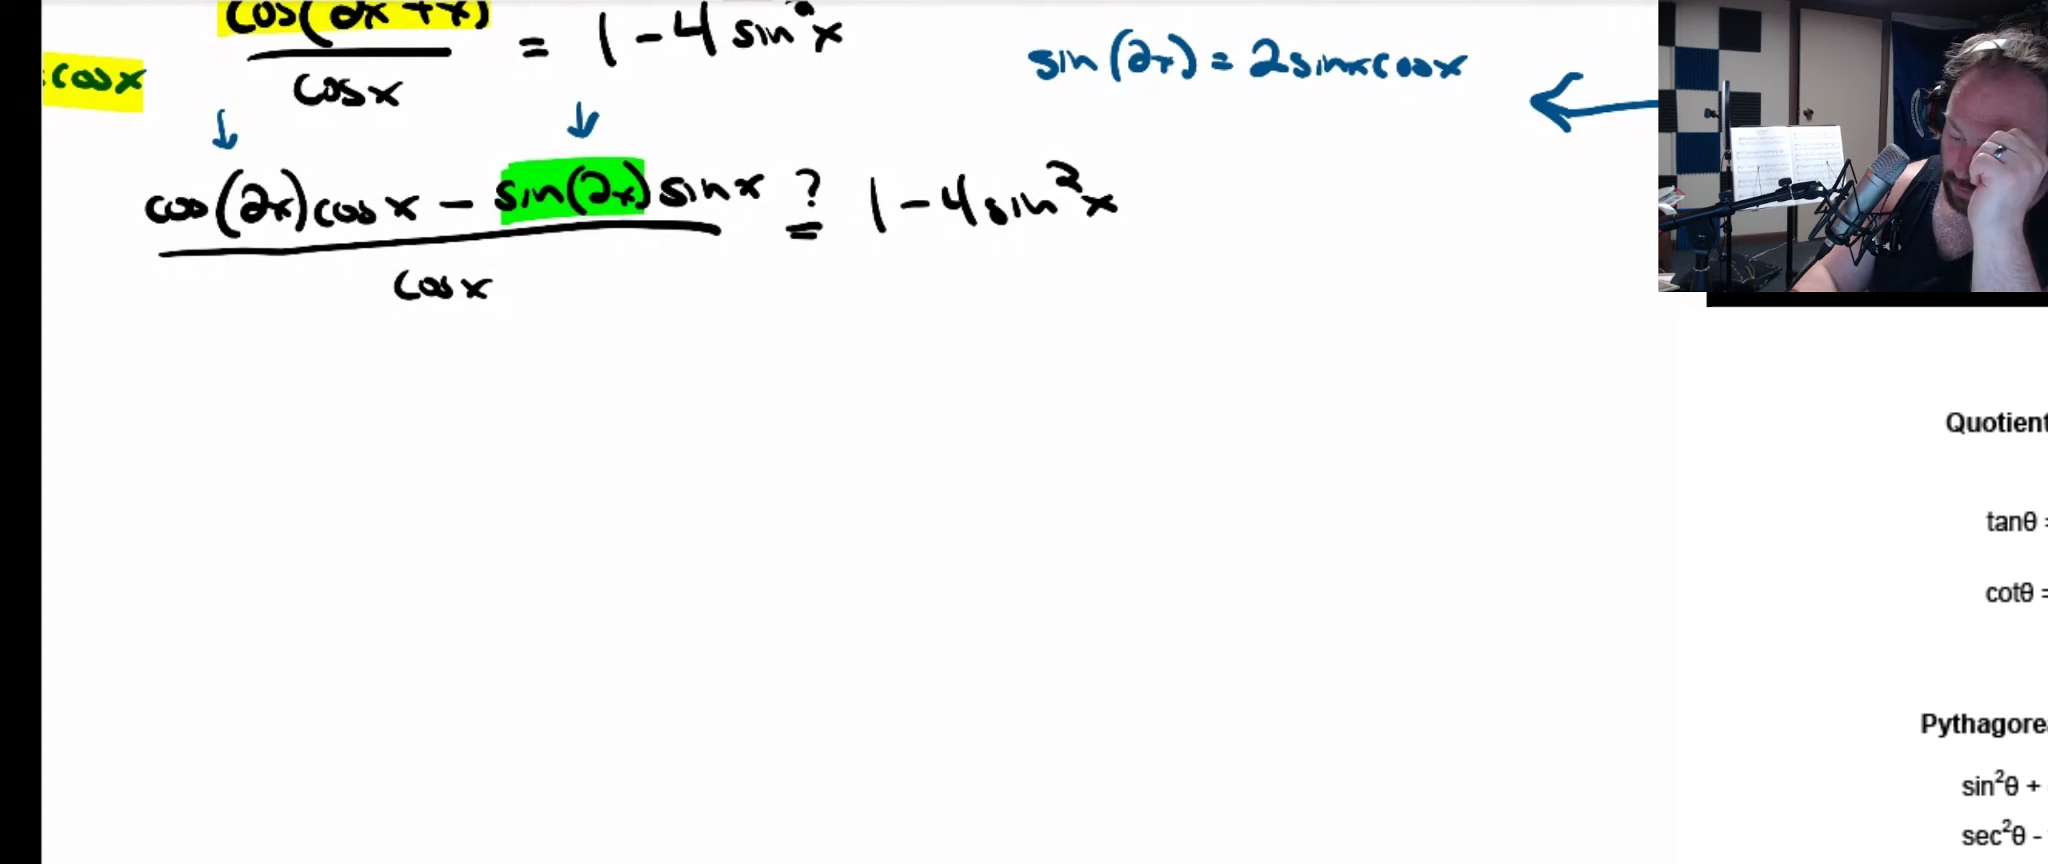 cos(2x+x)
/ cosx = 1-4sin²x
sin(2x)=2sinxcosx
cosx
cos(2x)cosx - sin(2x)sinx ? = 1-4sin²x
cosx
Quotient
tanθ =
cotθ =
Pythagore
sin²θ +
sec²θ -